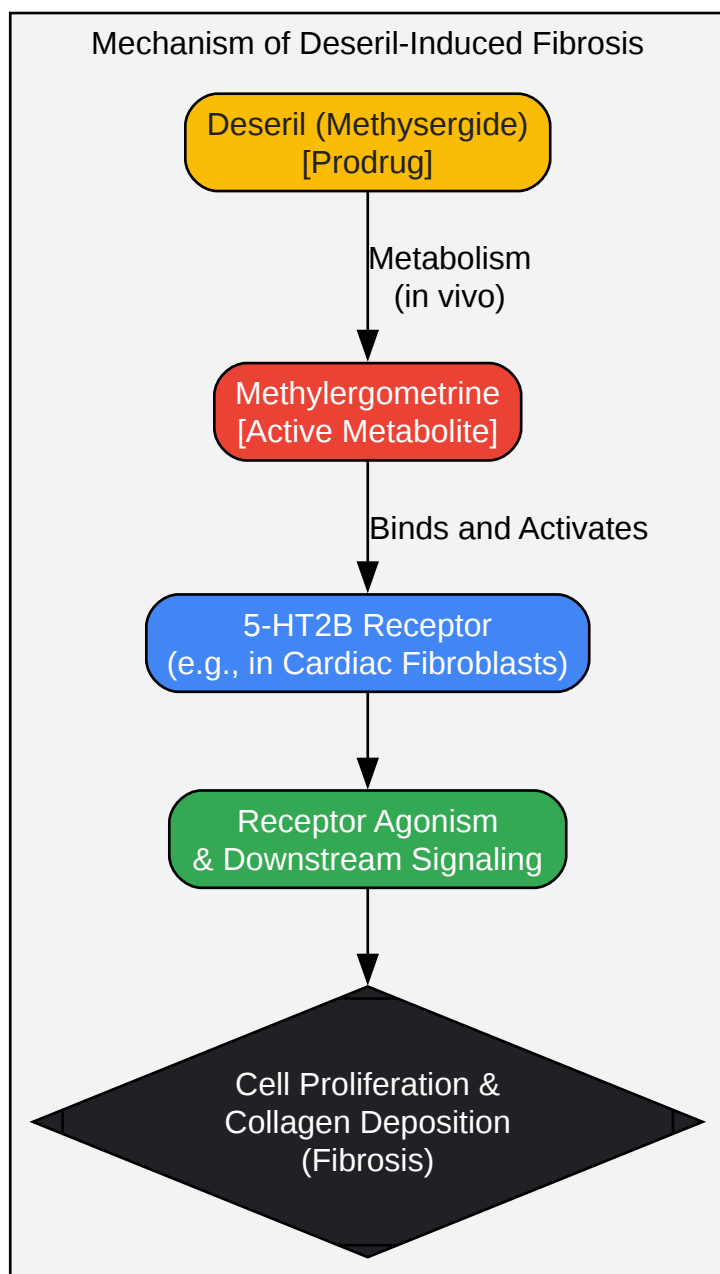 Mechanism of Deseril-Induced Fibrosis
Deseril (Methysergide)
[Prodrug]
Metabolism
(in vivo)
Methylergometrine
[Active Metabolite]
Binds and Activates
5-HT2B Receptor
(e.g., in Cardiac Fibroblasts)
Receptor Agonism
& Downstream Signaling
Cell Proliferation &
Collagen Deposition
(Fibrosis)